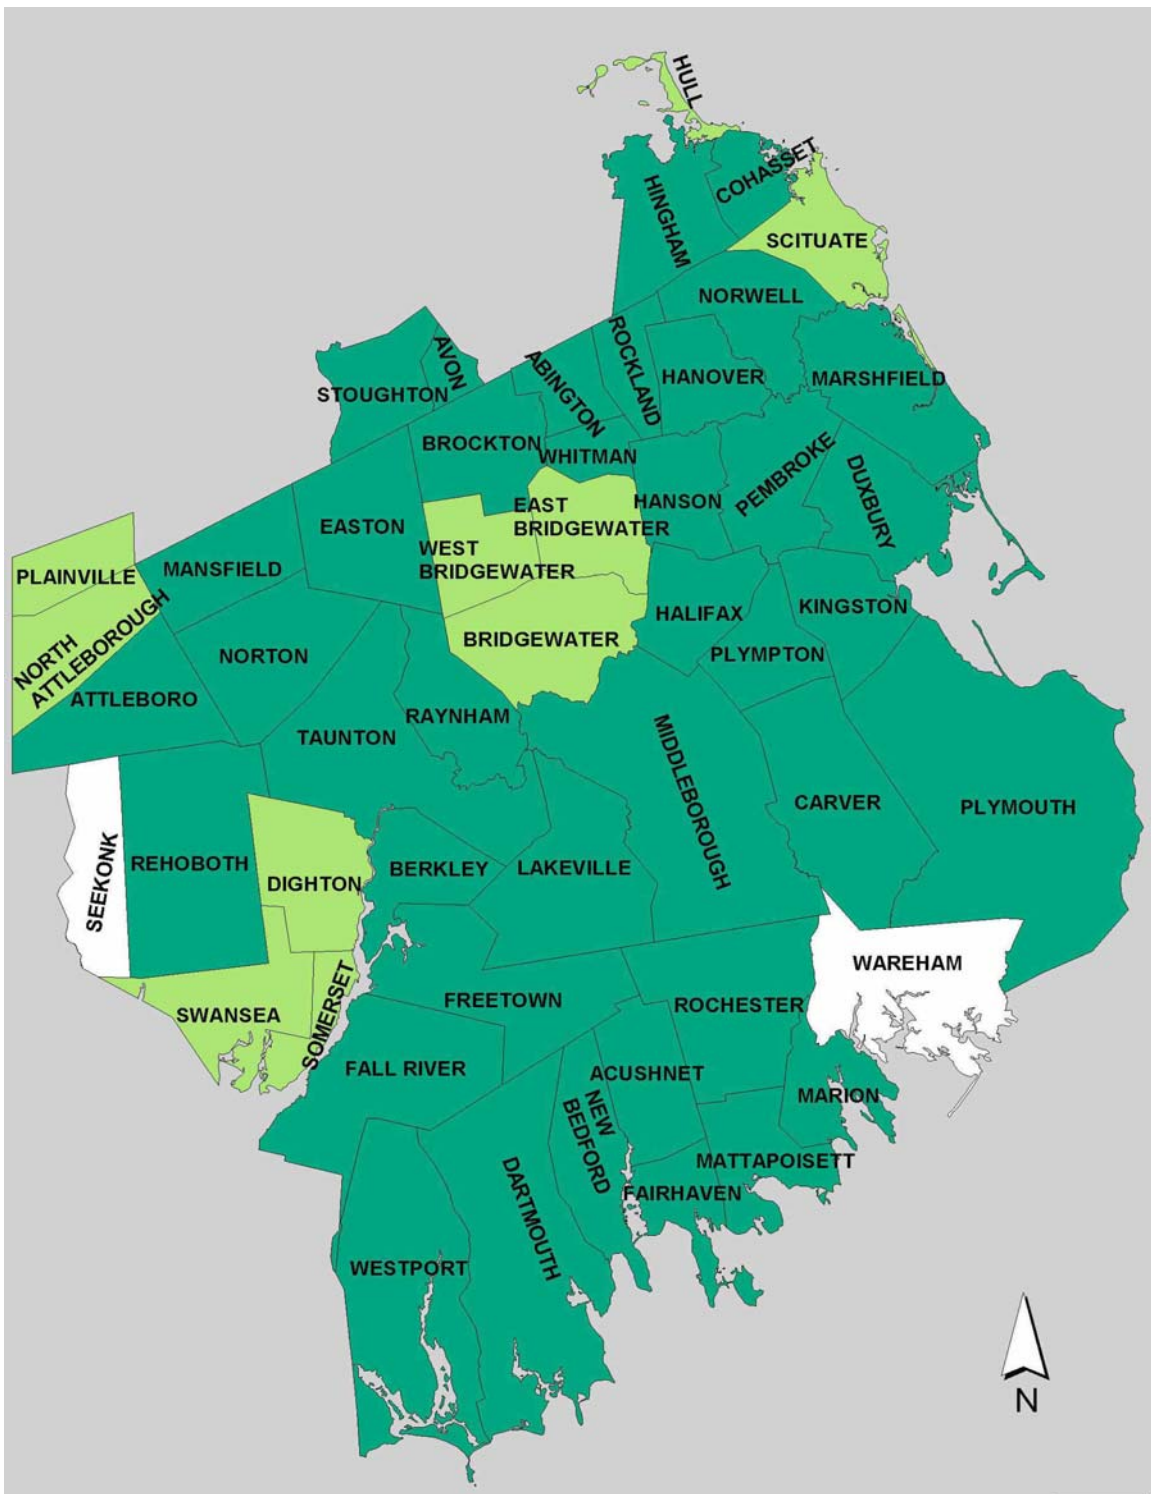 HULL
COHASSET
HINGHAM
SCITUATE
NORWELL
ROCKLAND
AVON
ABINGTON
HANOVER
MARSHFIELD
STOUGHTON
BROCKTON
WHITMAN
PEMBROKE
DUXBURY
HANSON
EAST
BRIDGEWATER
EASTON
WEST
BRIDGEWATER
MANSFIELD
PLAINVILLE
KINGSTON
HALIFAX
BRIDGEWATER
NORTH
ATTLEBOROUGH
NORTON
PLYMPTON
ATTLEBORO
RAYNHAM
TAUNTON
MIDDLEBOROUGH
CARVER
PLYMOUTH
REHOBOTH
SEEKONK
BERKLEY
LAKEVILLE
DIGHTON
WAREHAM
FREETOWN
ROCHESTER
SWANSEA
SOMERSET
FALL RIVER
ACUSHNET
MARION
NEW
BEDFORD
MATTAPOISETT
FAIRHAVEN
DARTMOUTH
WESTPORT
N